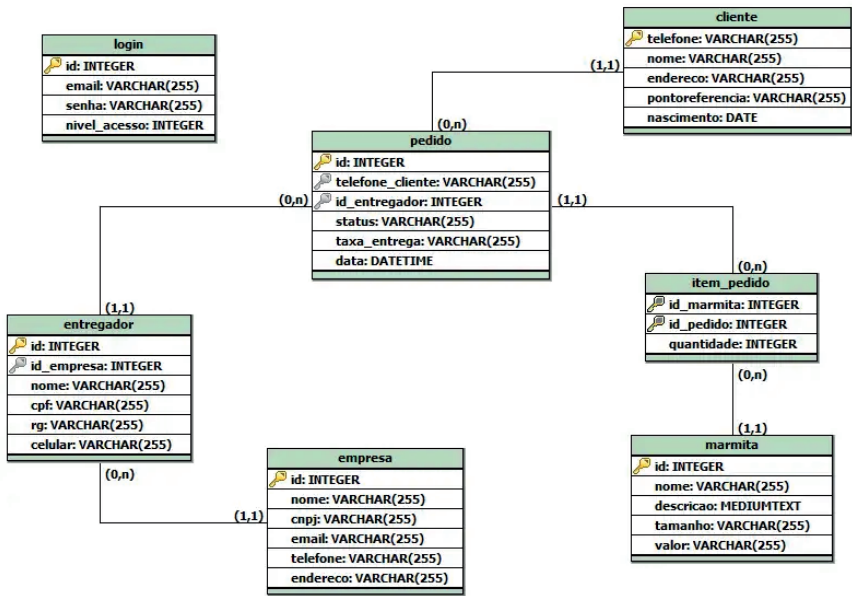 cliente
telefone: VARCHAR(255)
nome: VARCHAR(255)
endereco: VARCHAR(255)
pontoreferencia: VARCHAR(255)
nascimento: DATE
login
id: INTEGER
email: VARCHAR(255)
senha: VARCHAR(255)
nivel_acesso: INTEGER
(1,1)
(0,n)
pedido
id: INTEGER
telefone_cliente: VARCHAR(255)
id_entregador: INTEGER
status: VARCHAR(255)
taxa_entrega: VARCHAR(255)
data: DATETIME
(0,n)
(1,1)
(0,n)
item_pedido
id_marmita: INTEGER
id_pedido: INTEGER
quantidade: INTEGER
(1,1)
entregador
id: INTEGER
id_empresa: INTEGER
nome: VARCHAR(255)
cpf: VARCHAR(255)
rg: VARCHAR(255)
celular: VARCHAR(255)
(0,n)
(1,1)
marmita
id: INTEGER
nome: VARCHAR(255)
descricao: MEDIUMTEXT
tamanho: VARCHAR(255)
valor: VARCHAR(255)
(0,n)
(1,1)
empresa
id: INTEGER
nome: VARCHAR(255)
cnpj: VARCHAR(255)
email: VARCHAR(255)
telefone: VARCHAR(255)
endereco: VARCHAR(255)